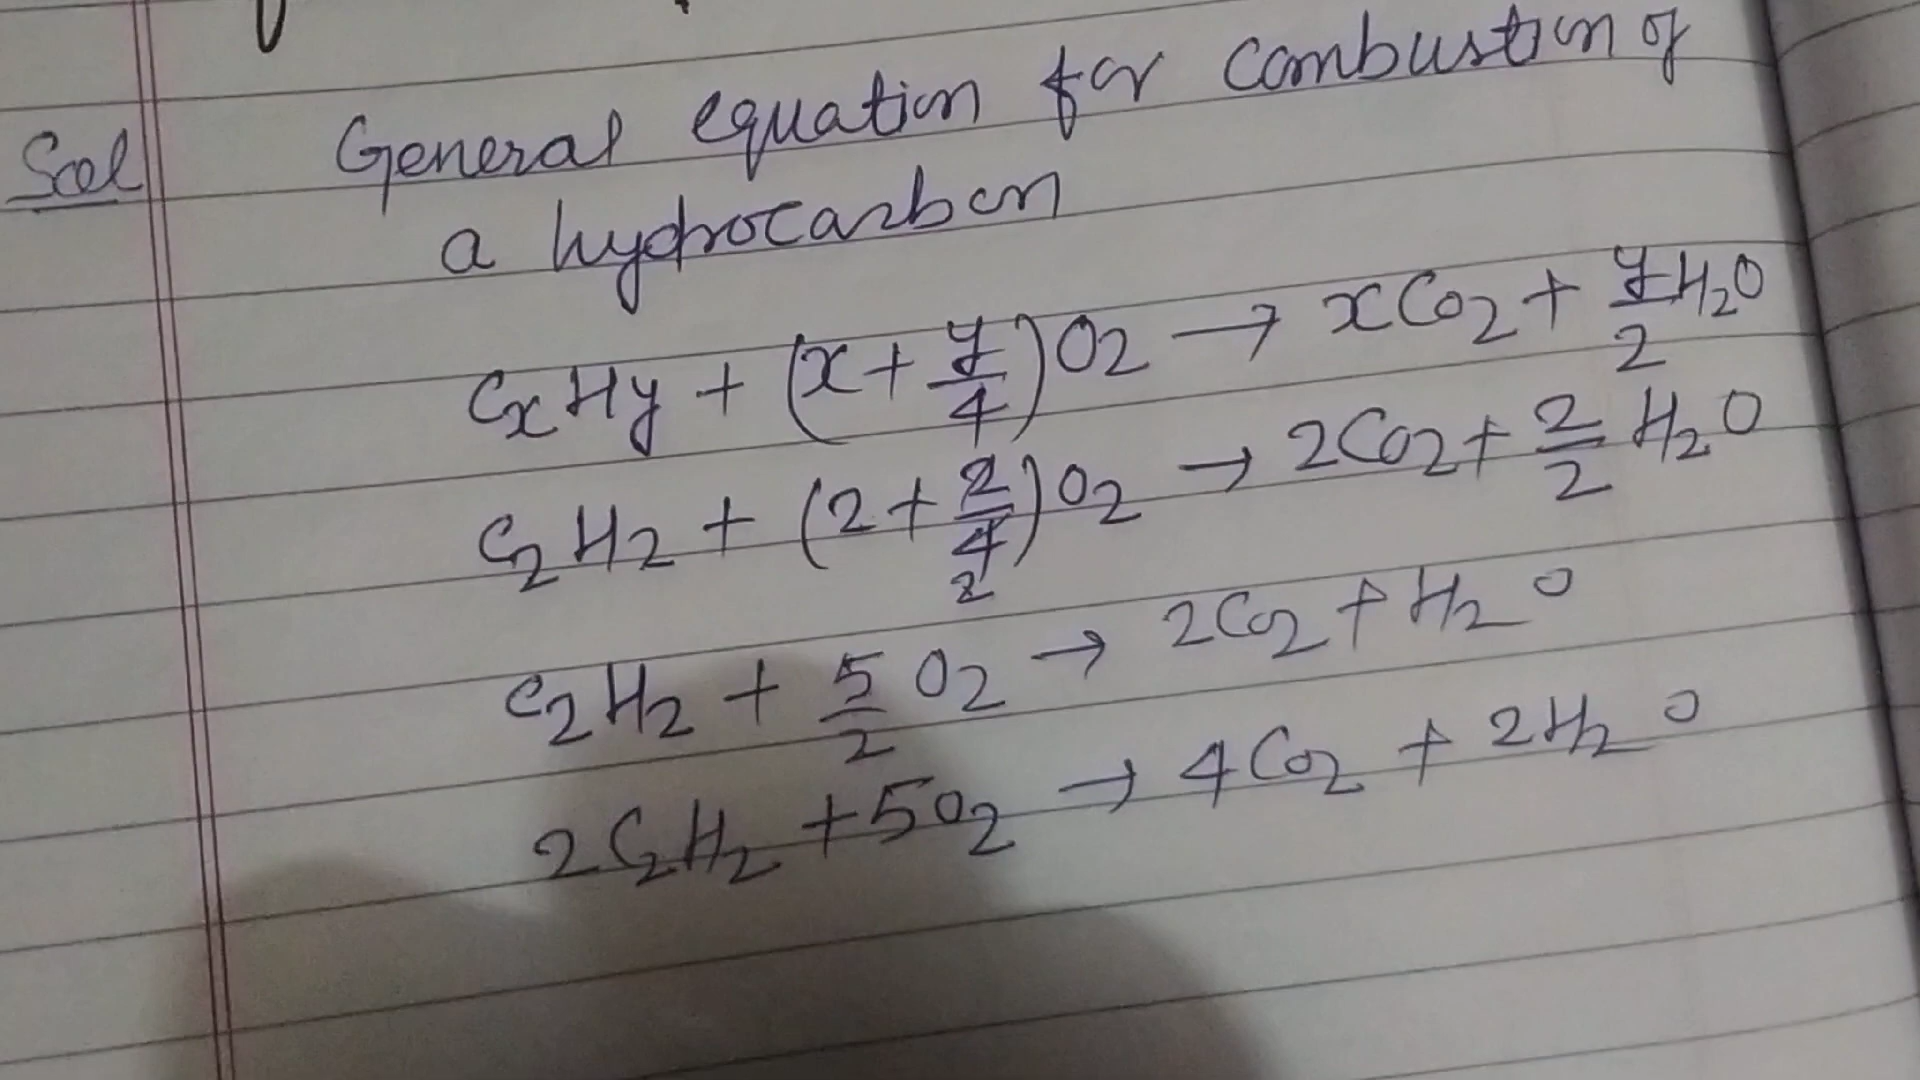 Sol General equation for combustion of
a hydrocarbon
CxHy + (x + y/4) O2 → xCO2 + y/2 H2O
C2H2 + (2 + 2/4 2) O2 → 2CO2 + 2/2 H2O
C2H2 + 5/2 O2 → 2CO2 + H2O
2C2H2 + 5O2 → 4CO2 + 2H2O